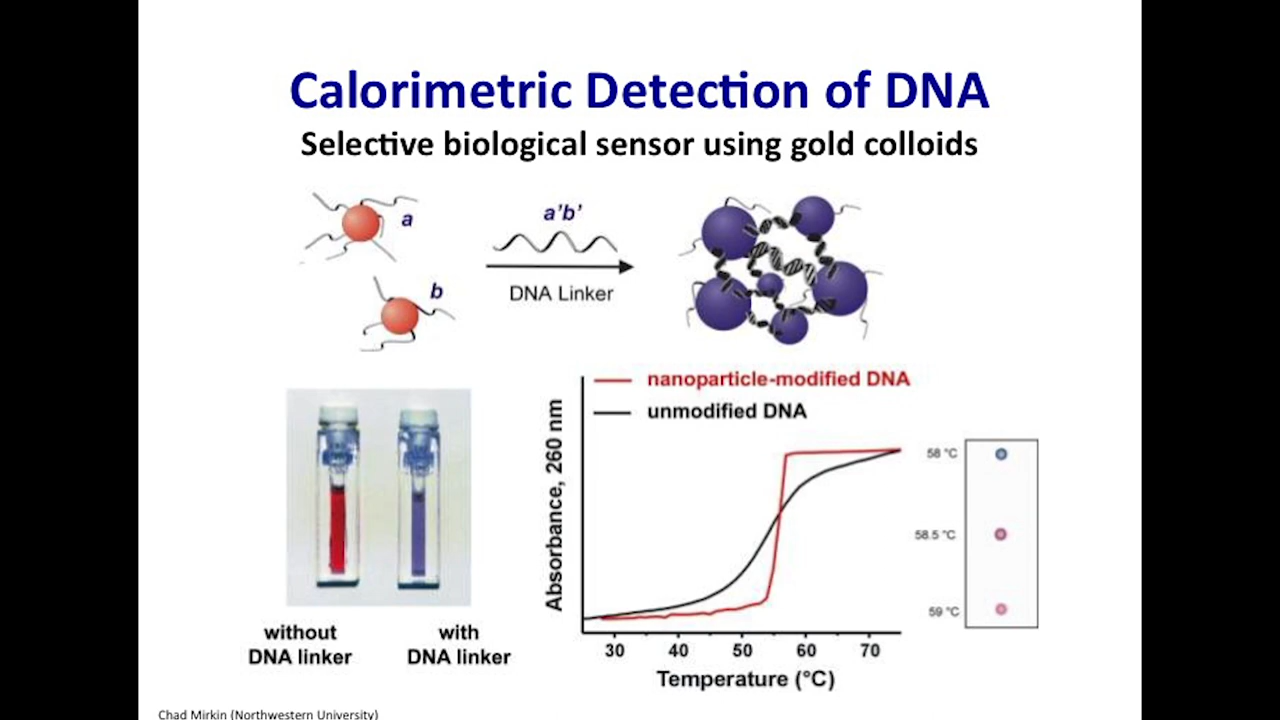 Calorimetric Detection of DNA
Selective biological sensor using gold colloids
a
b
a'b'
DNA Linker
nanoparticle-modified DNA
unmodified DNA
Absorbance, 260 nm
30 40 50 60 70
Temperature (°C)
58 °C
58.5 °C
59 °C
without
DNA linker
with
DNA linker
Chad Mirkin (Northwestern University)